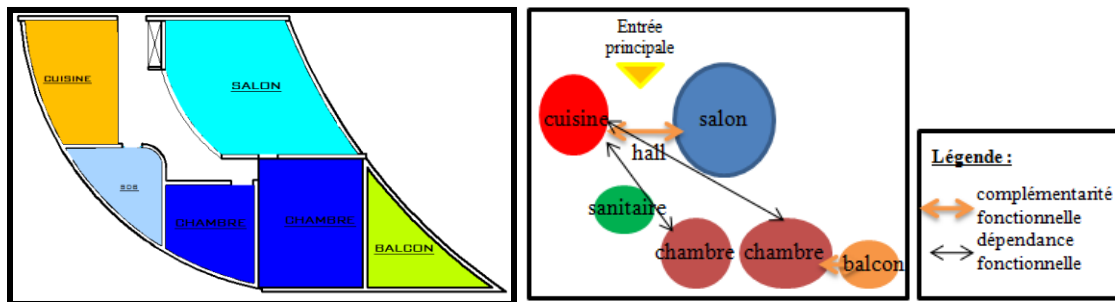 CUISINE
SALON
SDB
CHAMBRE
CHAMBRE
BALCON
Entrée
principale
cuisine
salon
hall
sanitaire
chambre
chambre
balcon
Légende :
complémentarité
fonctionnelle
dépendance
fonctionnelle